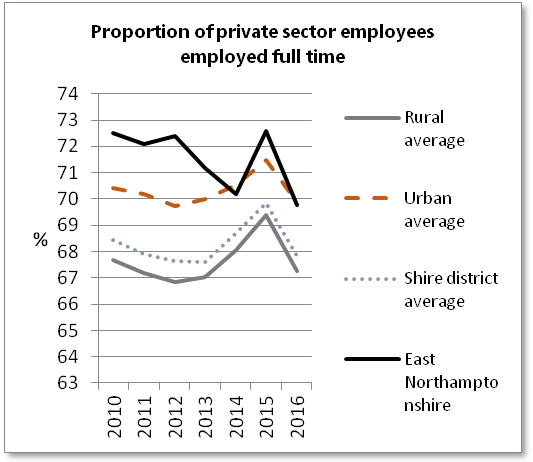 Proportion of private sector employees
employed full time
74
73
72
71
70
69
68
67
66
65
64
63
%
2010
2011
2012
2013
2014
2015
2016
Rural
average
Urban
average
Shire district
average
East
Northampto
nshire